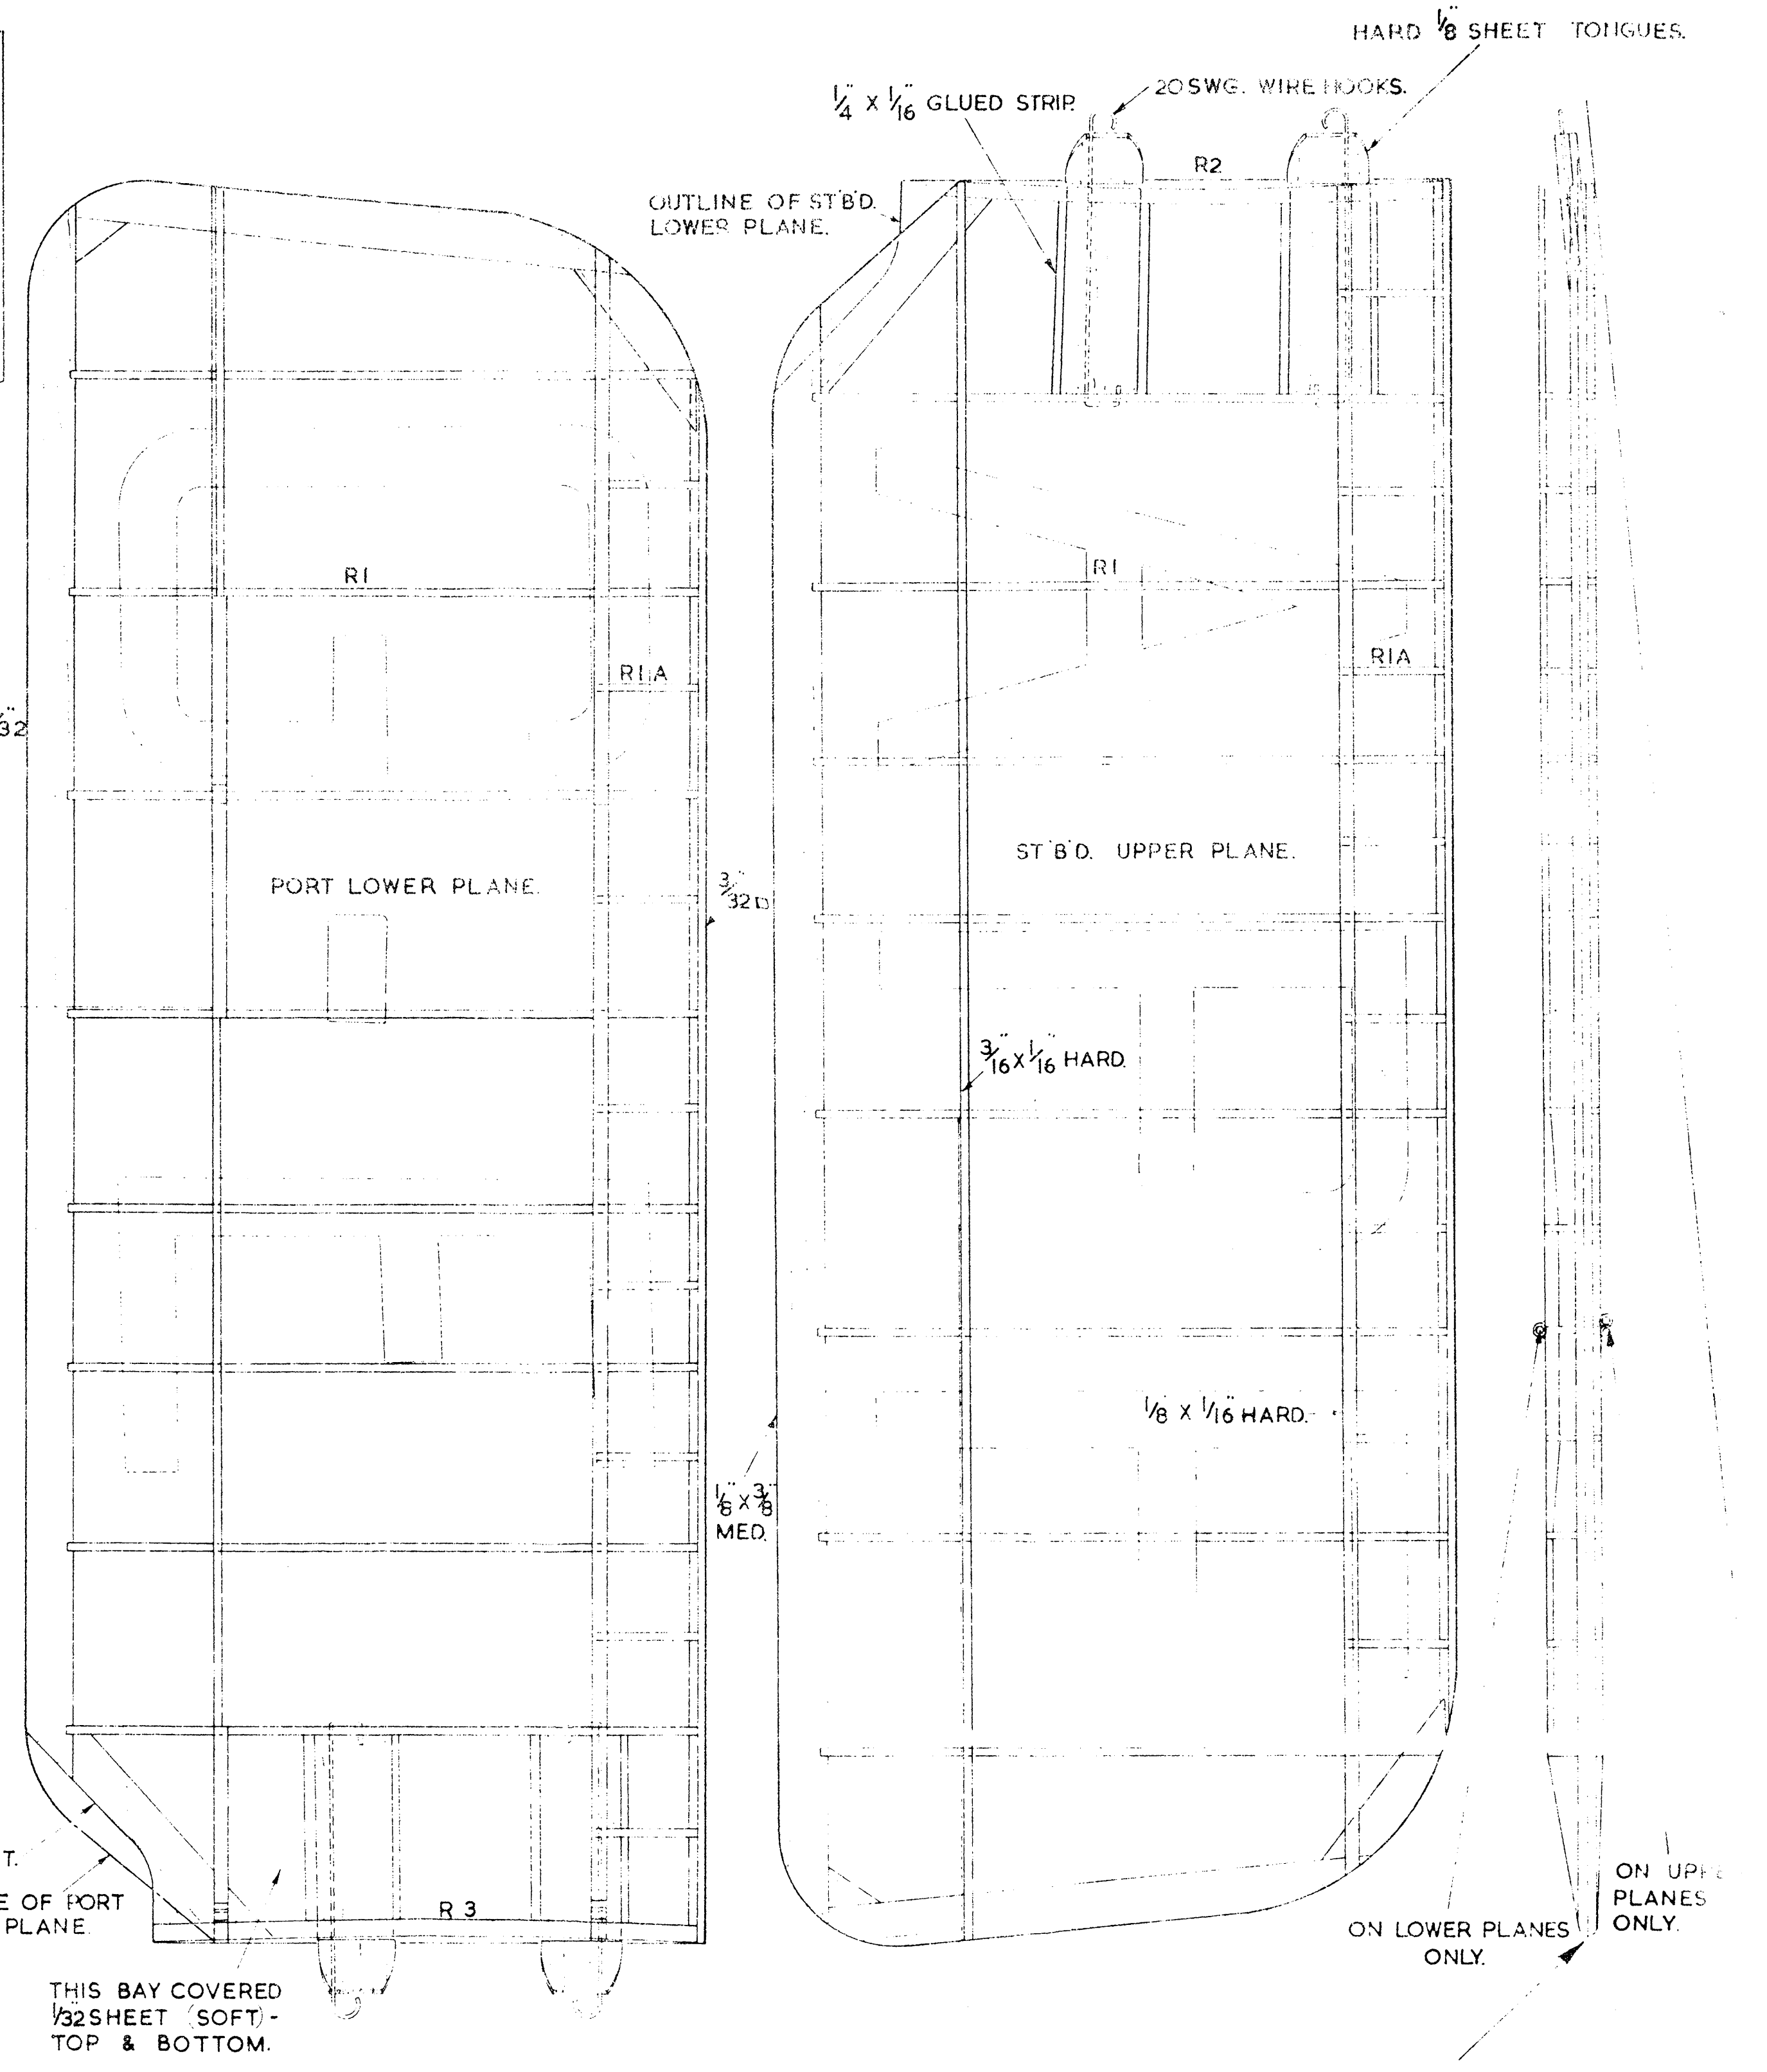 HARD 1/8" SHEET TONGUES.
20 SWG. WIRE HOOKS.
1/4" X 1/16" GLUED STRIP.
R2
OUTLINE OF ST'B'D.
LOWER PLANE.
R1
R1
R1A
R1A
32"
ST'B'D. UPPER PLANE.
PORT LOWER PLANE.
3/32" □
3/16" X 1/16" HARD.
1/8 X 1/16" HARD.
1/8" X 3/8"
MED.
T.
OF PORT
PLANE.
R3
ON LOWER PLANES
ONLY.
ON
PLANES
ONLY.
THIS BAY COVERED
1/32" SHEET (SOFT) -
TOP & BOTTOM.